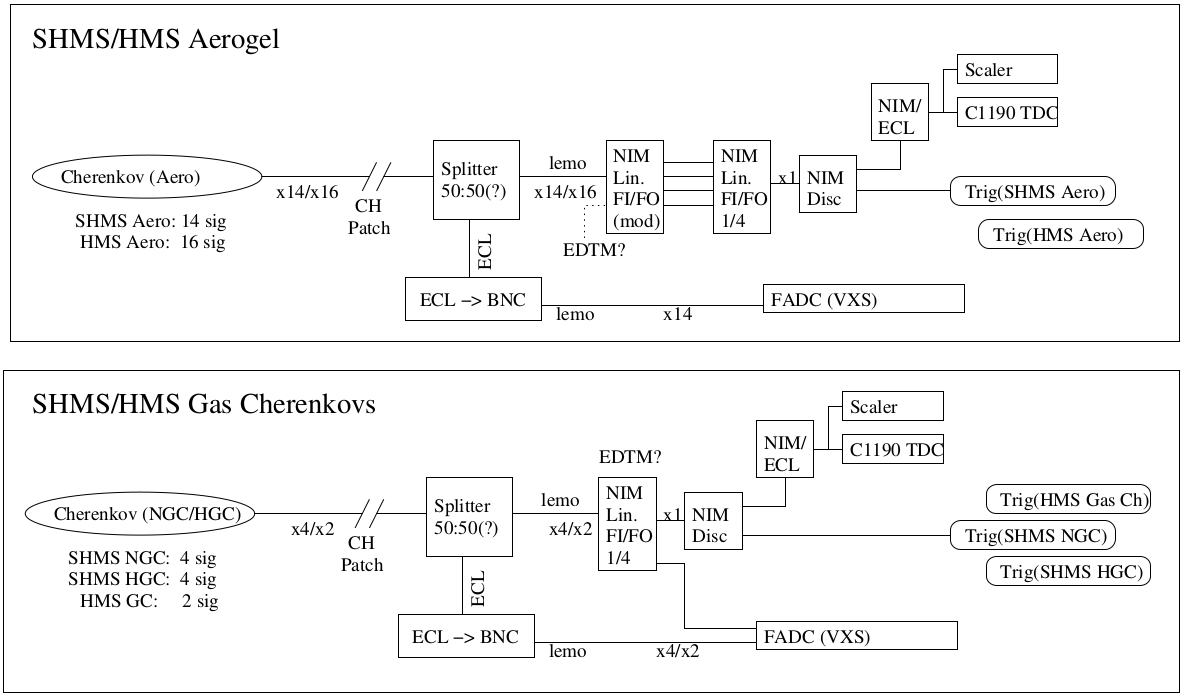 SHMS/HMS Aerogel
Scaler
NIM/
ECL
C1190 TDC
Cherenkov (Aero)
x14/x16
CH
Patch
SHMS Aero: 14 sig
HMS Aero: 16 sig
Splitter
50:50(?)
lemo
x14/x16
EDTM?
NIM
Lin.
FI/FO
(mod)
NIM
Lin.
FI/FO
1/4
x1
NIM
Disc
Trig(SHMS Aero)
Trig(HMS Aero)
ECL
ECL −> BNC
lemo
x14
FADC (VXS)
SHMS/HMS Gas Cherenkovs
Scaler
NIM/
ECL
C1190 TDC
Cherenkov (NGC/HGC)
x4/x2
CH
Patch
SHMS NGC: 4 sig
SHMS HGC: 4 sig
HMS GC: 2 sig
Splitter
50:50(?)
lemo
x4/x2
EDTM?
NIM
Lin.
FI/FO
1/4
x1
NIM
Disc
Trig(HMS Gas Ch)
Trig(SHMS NGC)
Trig(SHMS HGC)
ECL
ECL −> BNC
lemo
x4/x2
FADC (VXS)